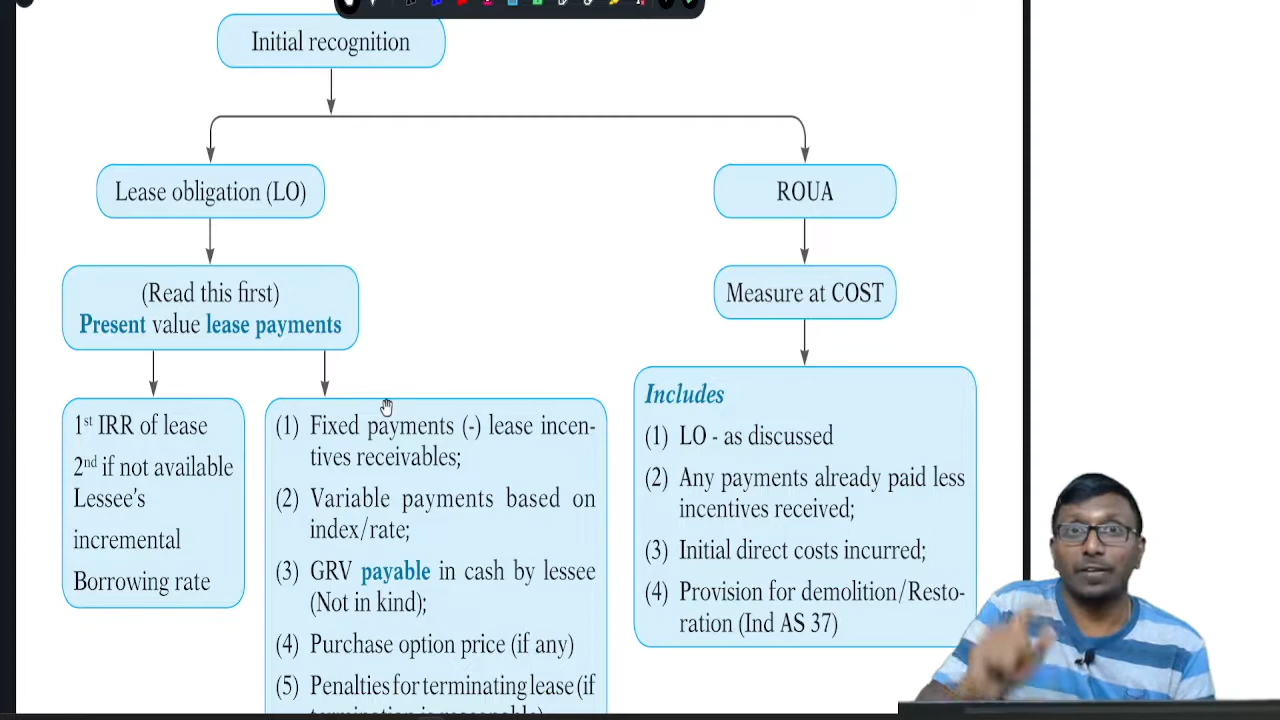 Initial recognition
Lease obligation (LO)
ROUA
(Read this first)
Present value lease payments
Measure at COST
1st IRR of lease
2nd if not available
Lessee's
incremental
Borrowing rate
(1) Fixed payments (-) lease incen-
tives receivables;
(2) Variable payments based on
index/rate;
(3) GRV payable in cash by lessee
(Not in kind);
(4) Purchase option price (if any)
(5) Penalties for terminating lease (if
termination is reasonable)
Includes
(1) LO - as discussed
(2) Any payments already paid less
incentives received;
(3) Initial direct costs incurred;
(4) Provision for demolition/Resto-
ration (Ind AS 37)